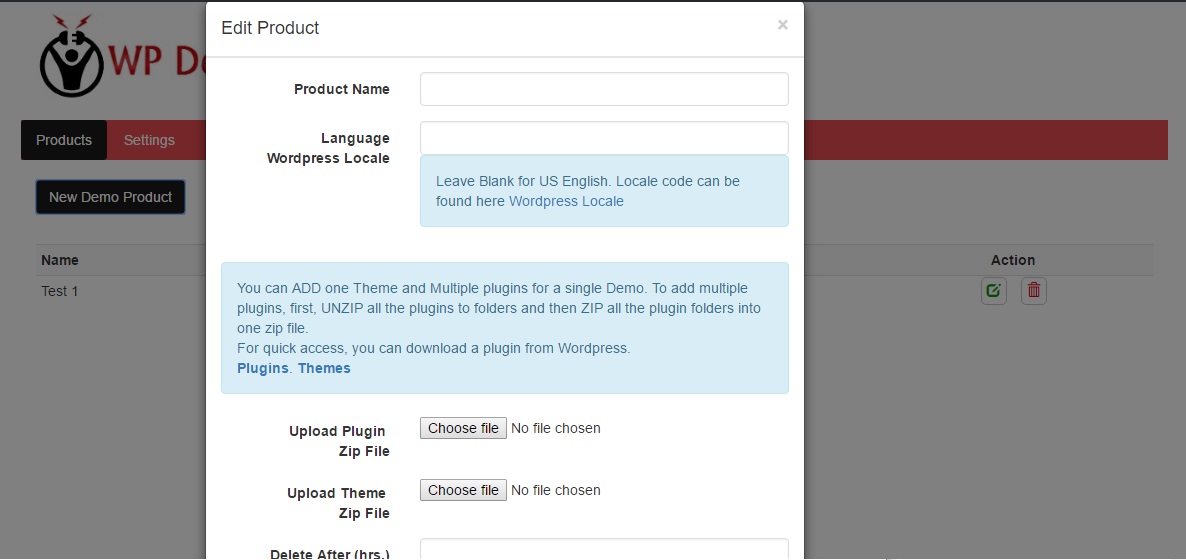 Edit Product
×
WP
Products
Settings
New Demo Product
Name
Action
Test 1
Product Name
Language
Wordpress Locale
Leave Blank for US English. Locale code can be
found here Wordpress Locale
You can ADD one Theme and Multiple plugins for a single Demo. To add multiple
plugins, first, UNZIP all the plugins to folders and then ZIP all the plugin folders into
one zip file.
For quick access, you can download a plugin from Wordpress.
Plugins. Themes
Upload Plugin
Zip File
Choose file No file chosen
Upload Theme
Zip File
Choose file No file chosen
Delete After (hrs.)